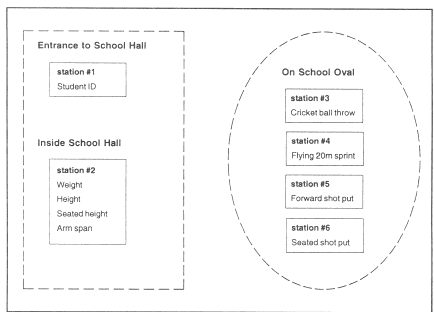 Entrance to School Hall
station #1
Student ID
Inside School Hall
station #2
Weight
Height
Seated height
Arm span
On School Oval
station #3
Cricket ball throw
station #4
Flying 20m sprint
station #5
Forward shot put
station #6
Seated shot put